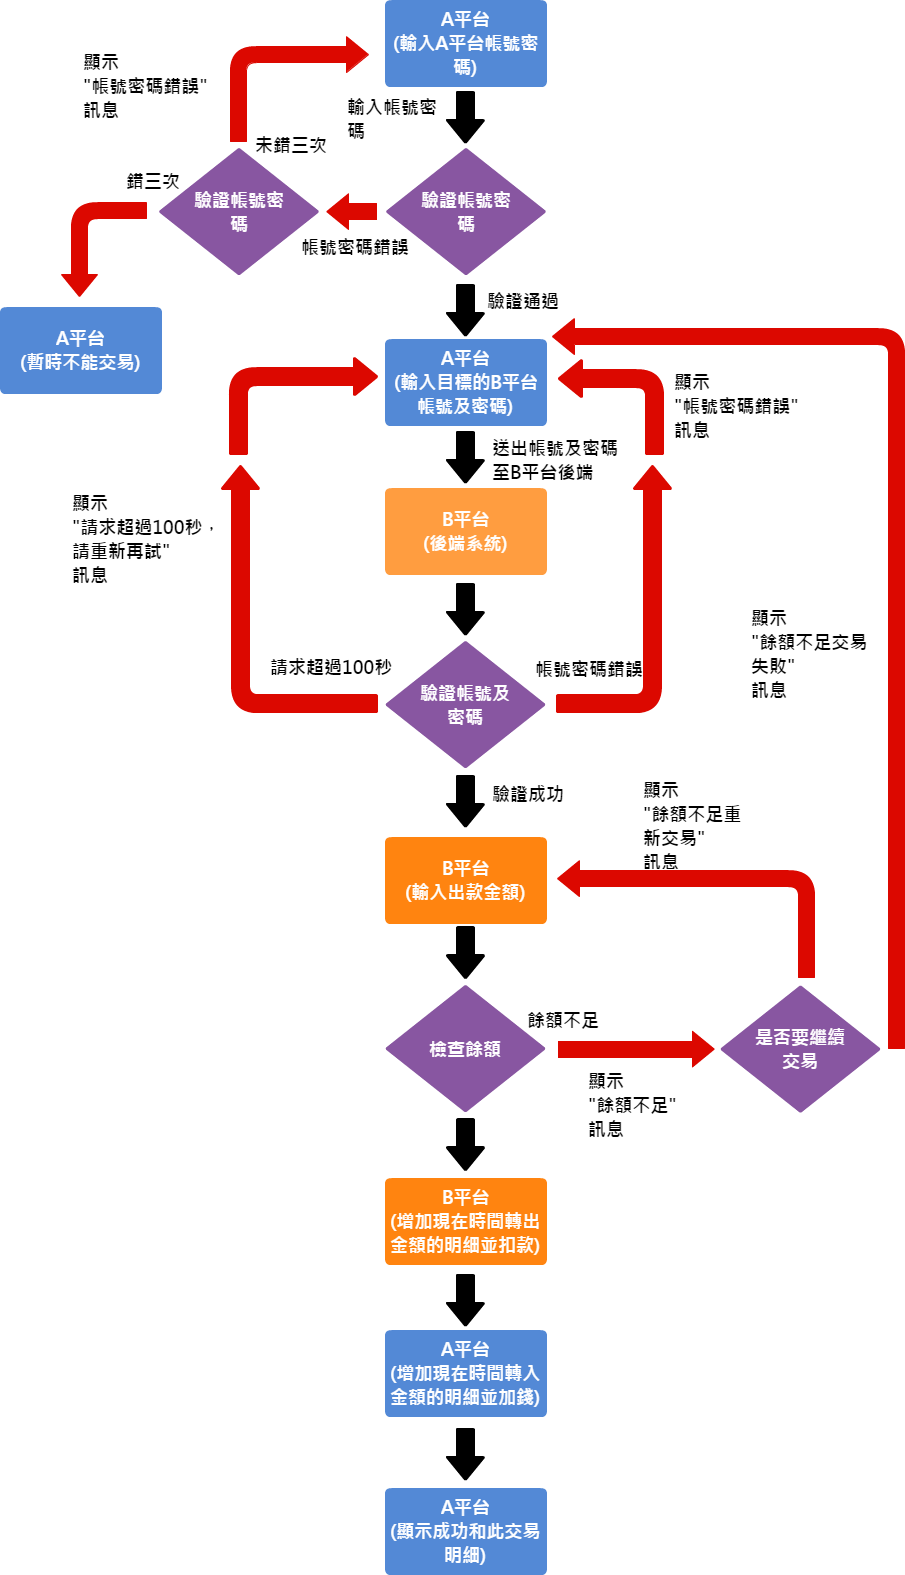 A平台
(輸入A平台帳號密
碼)
顯示
"帳號密碼錯誤"
訊息
輸入帳號密
碼
未錯三次
錯三次
驗證帳號密
碼
驗證帳號密
碼
帳號密碼錯誤
驗證通過
A平台
(暫時不能交易)
A平台
(輸入目標的B平台
帳號及密碼)
顯示
"帳號密碼錯誤"
訊息
送出帳號及密碼
至B平台後端
顯示
"請求超過100秒，
請重新再試"
訊息
B平台
(後端系統)
顯示
"餘額不足交易
失敗"
訊息
請求超過100秒
帳號密碼錯誤
驗證帳號及
密碼
驗證成功
顯示
"餘額不足重
新交易"
訊息
B平台
(輸入出款金額)
餘額不足
檢查餘額
是否要繼續
交易
顯示
"餘額不足"
訊息
B平台
(增加現在時間轉出
金額的明細並扣款)
A平台
(增加現在時間轉入
金額的明細並加錢)
A平台
(顯示成功和此交易
明細)